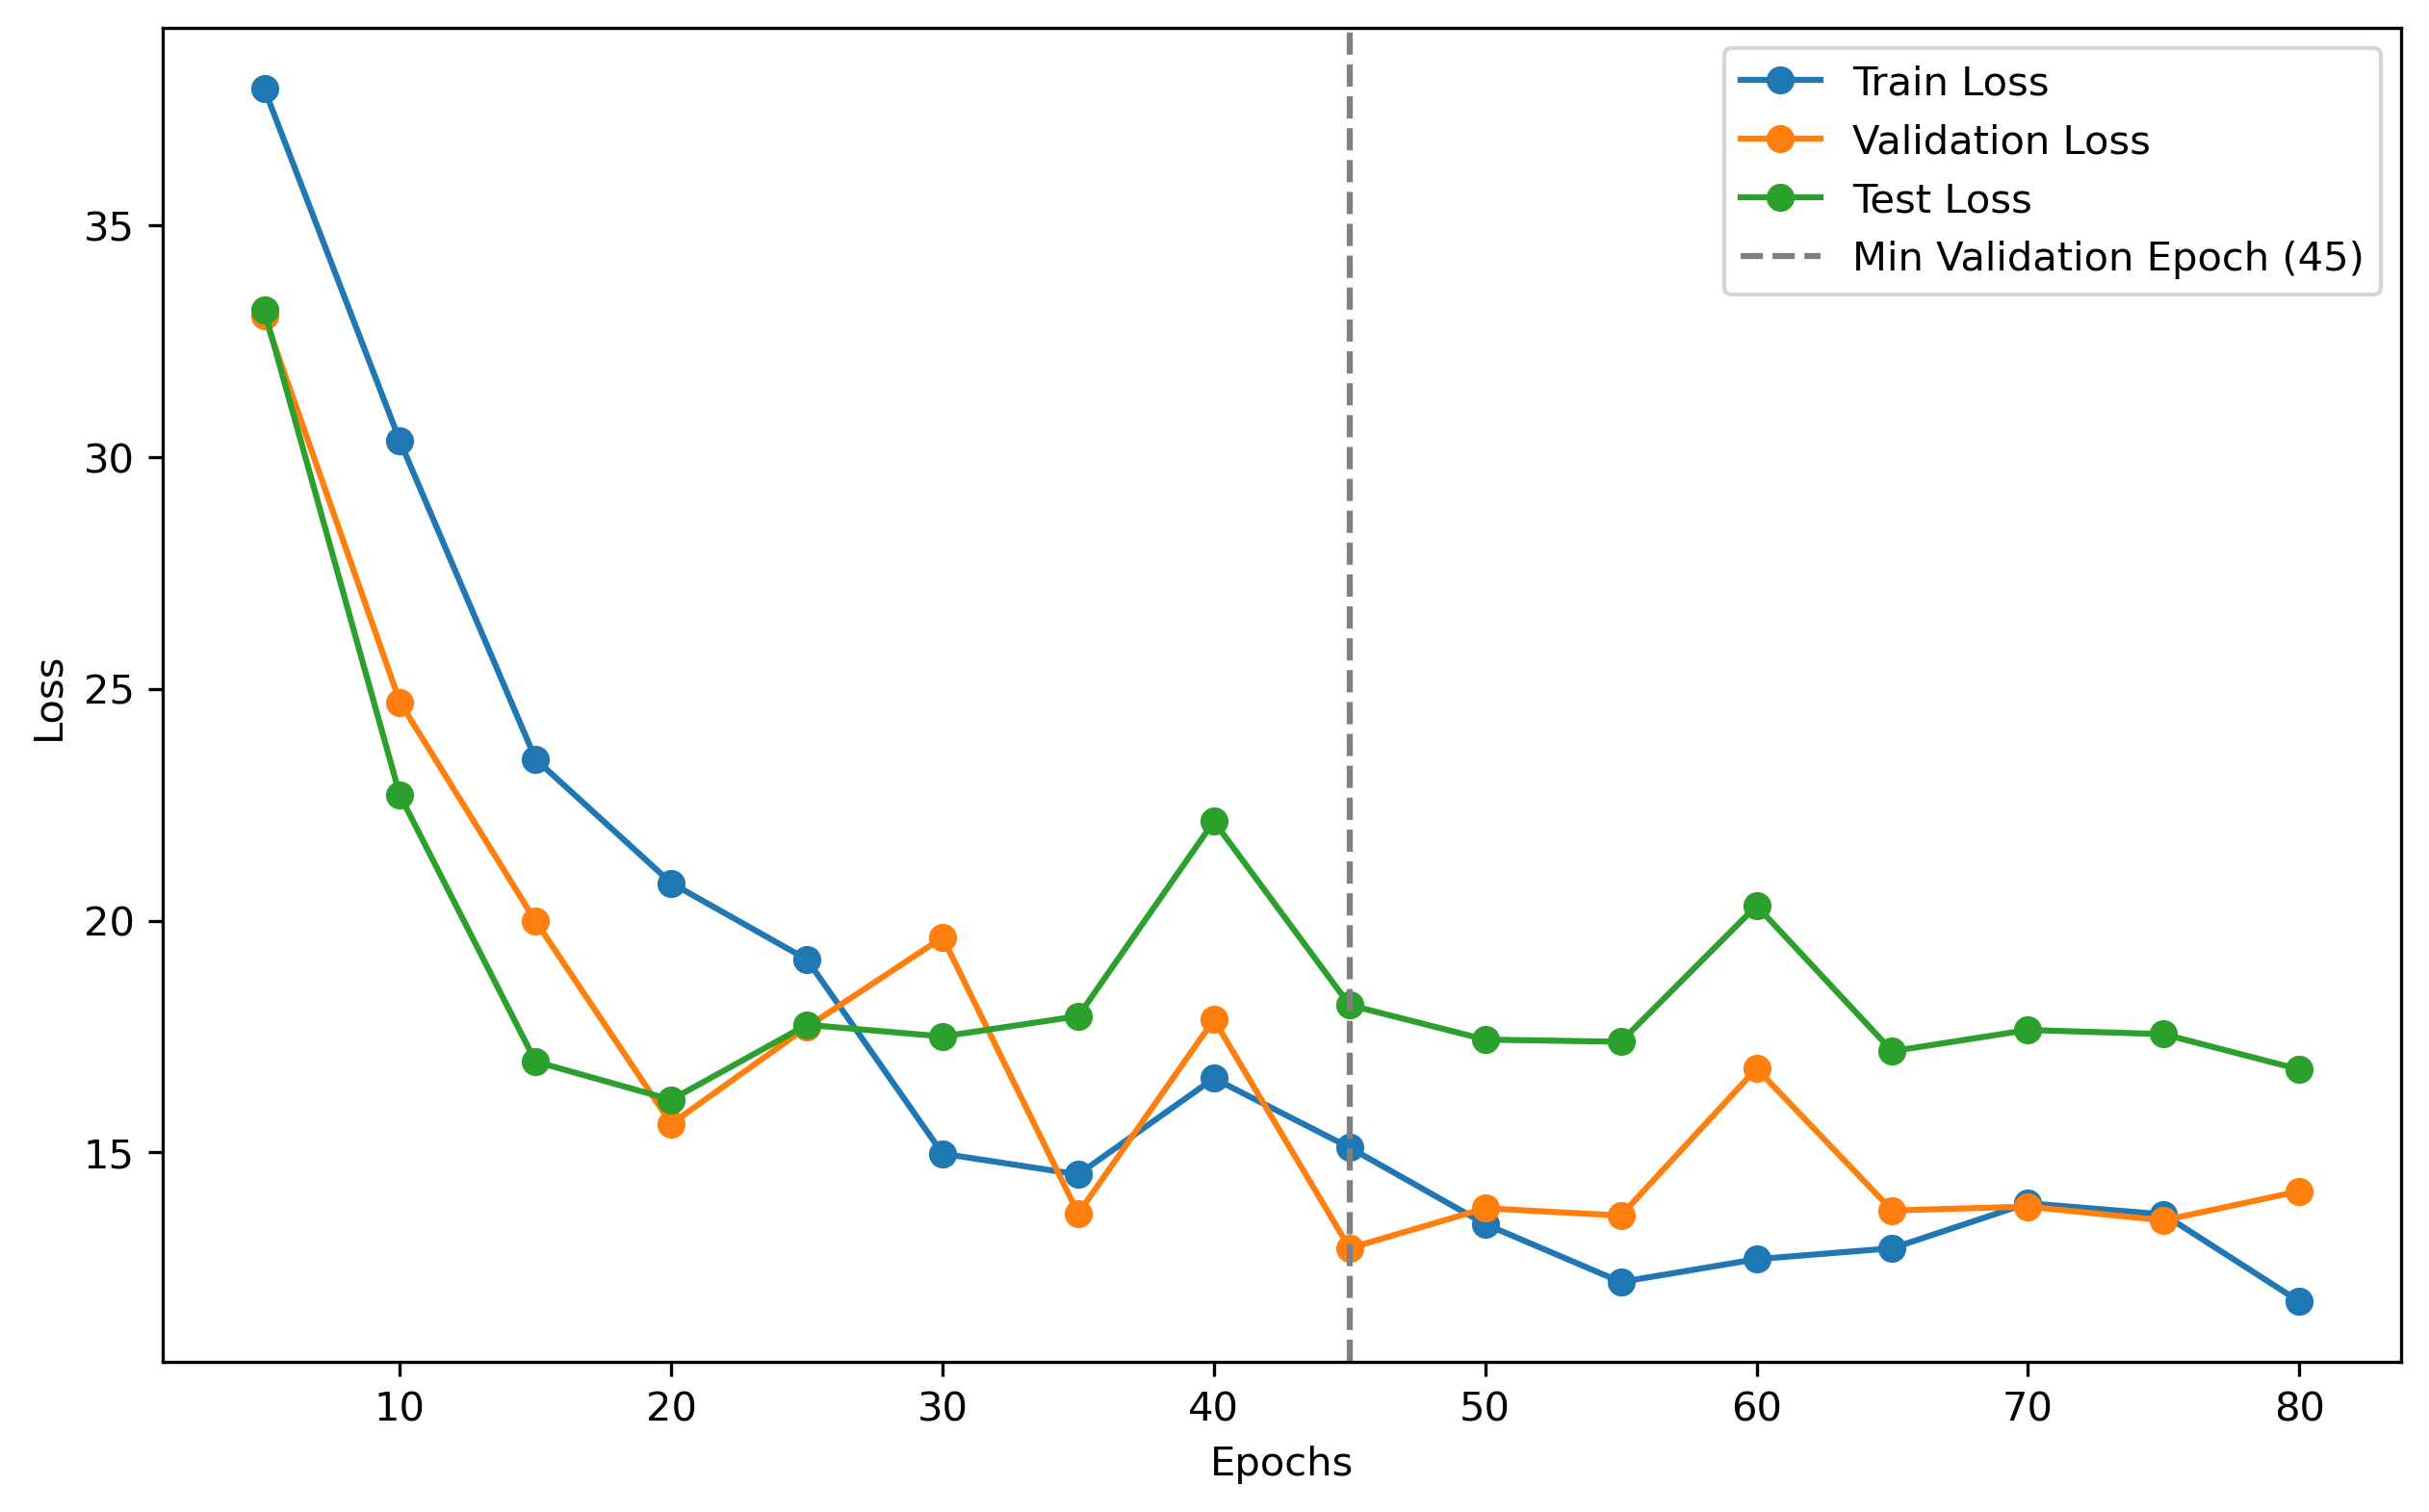 Train Loss
Validation Loss
Test Loss
Min Validation Epoch (45)
35
30
25
20
15
Loss
10 20 30 40 50 60 70 80
Epochs